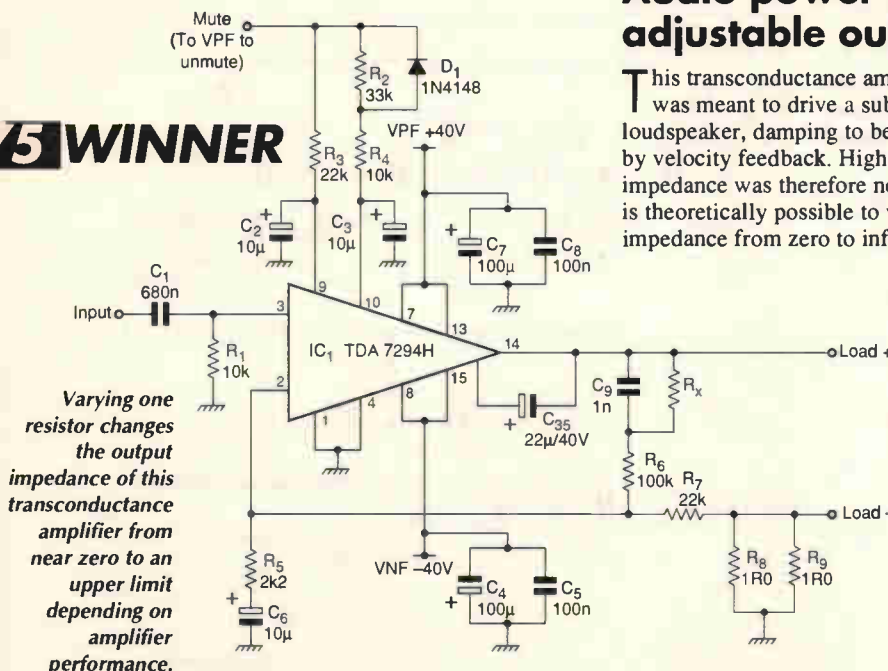 Audio power
adjustable ou
This transconductance am
was meant to drive a sub
loudspeaker, damping to be
by velocity feedback. High
impedance was therefore ne
is theoretically possible to v
impedance from zero to inf
5 WINNER
Mute
(To VPF to
unmute)
R2
33k
D1
1N4148
R3
22k
R4
10k
VPF +40V
C2
10µ
+
C3
10µ
+
C7
100µ
+
C8
100n
C1
680n
Input
R1
10k
3
2
9
10
7
13
14
8
15
1
4
IC1 TDA 7294H
C35
22µ/40V
+
C9
1n
Rx
Load +
R6
100k
R7
22k
Load -
R8
1R0
R9
1R0
R5
2k2
C6
10µ
+
VNF –40V
C4
100µ
+
C5
100n
Varying one
resistor changes
the output
impedance of this
transconductance
amplifier from
near zero to an
upper limit
depending on
amplifier
performance.